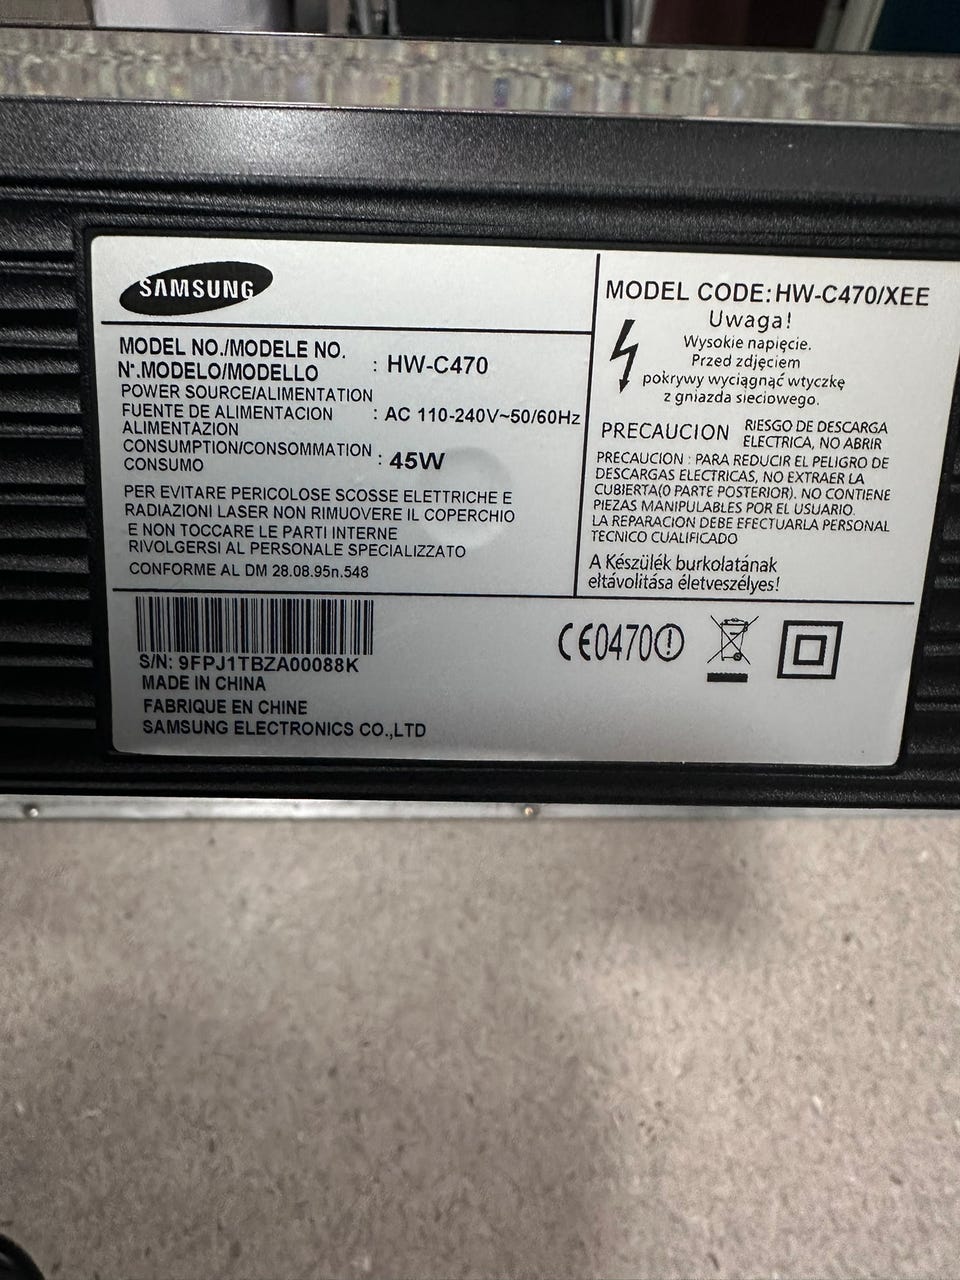 SAMSUNG
MODEL NO./MODELE NO.
N°.MODELO/MODELLO
: HW-C470
POWER SOURCE/ALIMENTATION
FUENTE DE ALIMENTACION
ALIMENTAZION
: AC 110-240V~50/60Hz
CONSUMPTION/CONSOMMATION
CONSUMO
: 45W
PER EVITARE PERICOLOSE SCOSSE ELETTRICHE E
RADIAZIONI LASER NON RIMUOVERE IL COPERCHIO
E NON TOCCARE LE PARTI INTERNE
RIVOLGERSI AL PERSONALE SPECIALIZZATO
CONFORME AL DM 28.08.95n.548
MODEL CODE: HW-C470/XEE
Uwaga!
Wysokie napięcie.
Przed zdjęciem
pokrywy wyciągnąć wtyczkę
z gniazda sieciowego.
PRECAUCION
RIESGO DE DESCARGA
ELECTRICA, NO ABRIR
PRECAUCION : PARA REDUCIR EL PELIGRO DE
DESCARGAS ELECTRICAS, NO EXTRAER LA
CUBIERTA(0 PARTE POSTERIOR). NO CONTIENE
PIEZAS MANIPULABLES POR EL USUARIO.
LA REPARACION DEBE EFECTUARLA PERSONAL
TECNICO CUALIFICADO
A Készülék burkolatának
ełtávolitása életveszélyes!
S/N: 9FPJ1TBZA00088K
MADE IN CHINA
FABRIQUE EN CHINE
SAMSUNG ELECTRONICS CO.,LTD
CE0470!